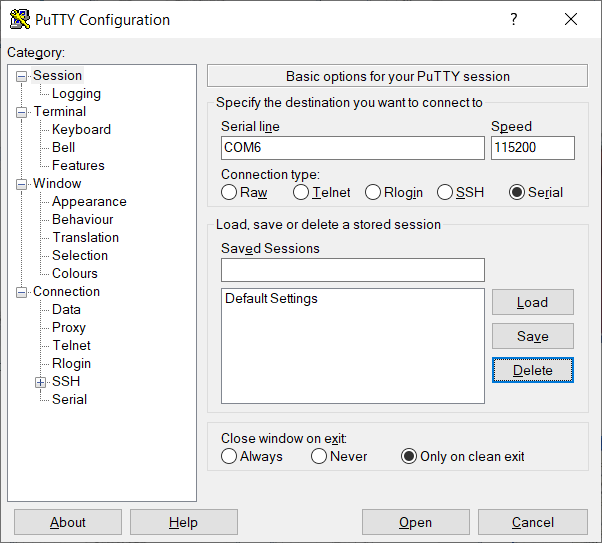 PuTTY Configuration
?
Category:
Session
Logging
Terminal
Keyboard
Bell
Features
Window
Appearance
Behaviour
Translation
Selection
Colours
Connection
Data
Proxy
Telnet
Rlogin
SSH
Serial
Basic options for your PuTTY session
Specify the destination you want to connect to
Serial line Speed
COM6 115200
Connection type:
Raw Telnet Rlogin SSH Serial
Load, save or delete a stored session
Saved Sessions
Default Settings
Load
Save
Delete
Close window on exit:
Always Never Only on clean exit
About Help Open Cancel